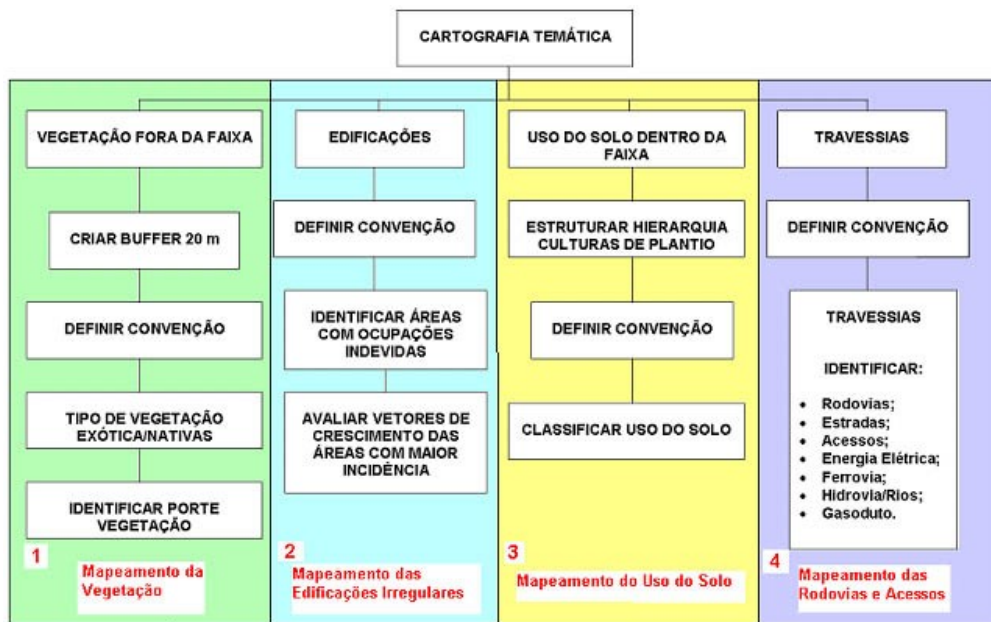 CARTOGRAFIA TEMÁTICA
VEGETAÇÃO FORA DA FAIXA
CRIAR BUFFER 20 m
DEFINIR CONVENÇÃO
TIPO DE VEGETAÇÃO
EXÓTICA/NATIVAS
IDENTIFICAR PORTE
VEGETAÇÃO
1
Mapeamento da
Vegetação
EDIFICAÇÕES
DEFINIR CONVENÇÃO
IDENTIFICAR ÁREAS
COM OCUPAÇÕES
INDEVIDAS
AVALIAR VETORES DE
CRESCIMENTO DAS
ÁREAS COM MAIOR
INCIDÊNCIA
2
Mapeamento das
Edificações Irregulares
USO DO SOLO DENTRO DA
FAIXA
ESTRUTURAR HIERARQUIA
CULTURAS DE PLANTIO
DEFINIR CONVENÇÃO
CLASSIFICAR USO DO SOLO
3
Mapeamento do Uso do Solo
TRAVESSIAS
DEFINIR CONVENÇÃO
TRAVESSIAS
IDENTIFICAR:
• Rodovias;
• Estradas;
• Acessos;
• Energia Elétrica;
• Ferrovia;
• Hidrovia/Rios;
• Gasoduto.
4
Mapeamento das
Rodovias e Acessos